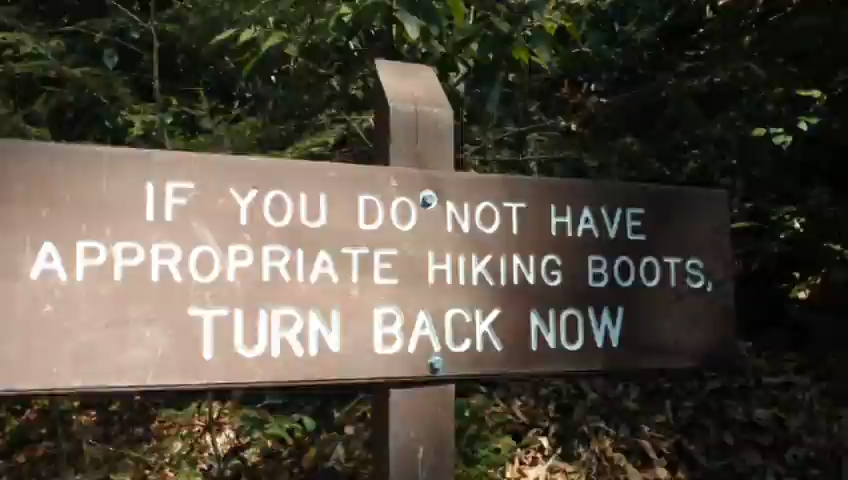 IF YOU DO NOT HAVE
APPROPRIATE HIKING BOOTS,
TURN BACK NOW